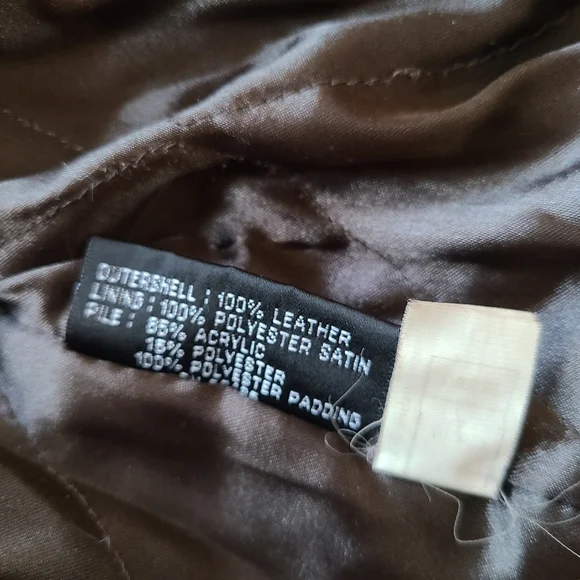 OUTERSHELL : 100% LEATHER
LINING : 100% POLYESTER SATIN
PILE : 85% ACRYLIC
15% POLYESTER
100% POLYESTER PADDING